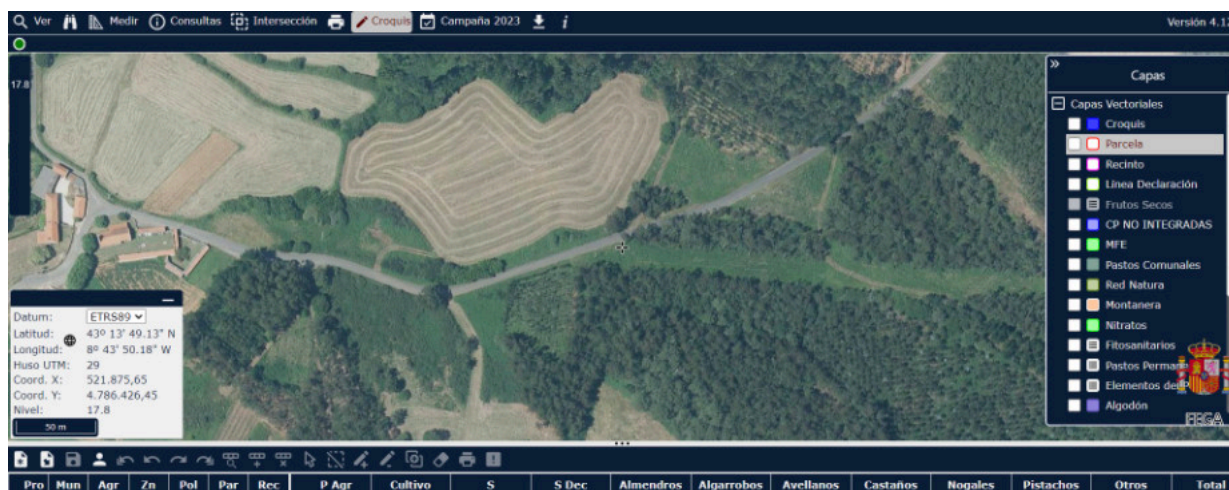 Ver Medir Consultas Intersección Croquis Campaña 2023 i
Versión 4.12
17.8
Capas
Capas Vectoriales
Croquis
Parcela
Recinto
Línea Declaración
Frutos Secos
CP NO INTEGRADAS
MFE
Pastos Comunales
Red Natura
Montanera
Nitratos
Fitosanitarios
Pastos Permane
Elementos de
Algodón
FEGA
Datum: ETRS89
Latitud: 43º 13' 49.13" N
Longitud: 8º 43' 50.18" W
Huso UTM: 29
Coord. X: 521.875,65
Coord. Y: 4.786.426,45
Nivel: 17.8
50 m
Pro Mun Agr Zn Pol Par Rec P Agr Cultivo S S Dec Almendros Algarrobos Avellanos Castaños Nogales Pistachos Otros Total